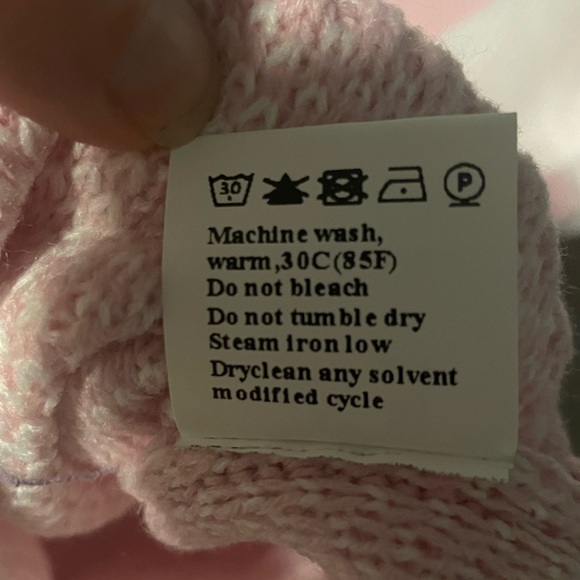 30 P
Machine wash,
warm,30C(85F)
Do not bleach
Do not tumble dry
Steam iron low
Dryclean any solvent
modified cycle